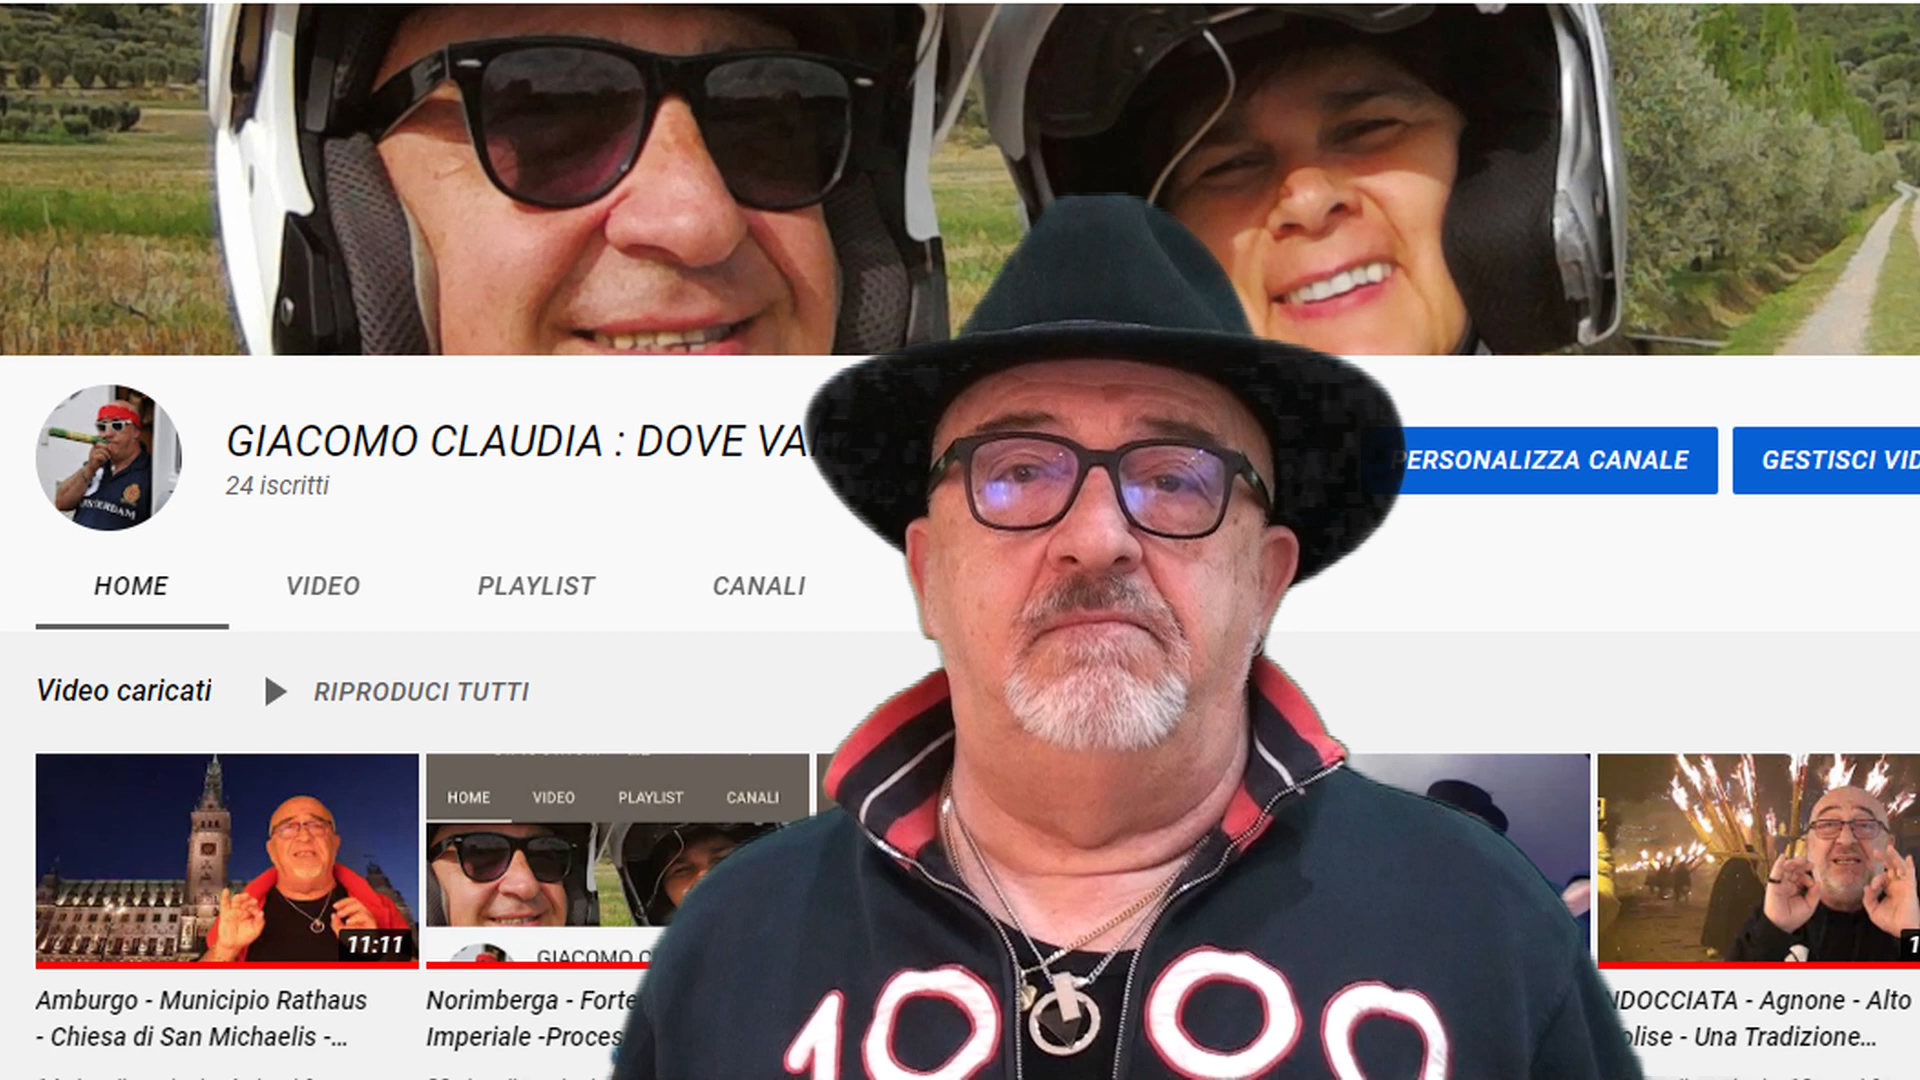 GIACOMO CLAUDIA : DOVE VAI
24 iscritti
PERSONALIZZA CANALE
GESTISCI VID
HOME
VIDEO
PLAYLIST
CANALI
Video caricati
RIPRODUCI TUTTI
HOME VIDEO PLAYLIST CANALI
11:11
GIACOMO C
Amburgo - Municipio Rathaus
- Chiesa di San Michaelis -...
Norimberga - Forte
Imperiale -Proces
NDOCCIATA - Agnone - Alto
olise - Una Tradizione...